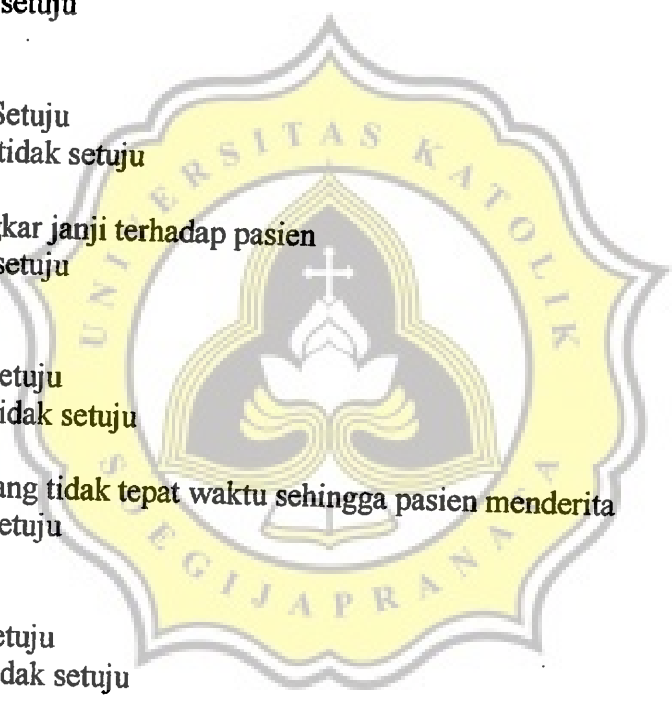 setuju
Setuju
tidak setuju
kar janji terhadap pasien
setuju
etuju
idak setuju
ang tidak tepat waktu sehingga pasien menderita
etuju
etuju
dak setuju
UNIVERSITAS KATOLIK
SOEGIJAPRANATA